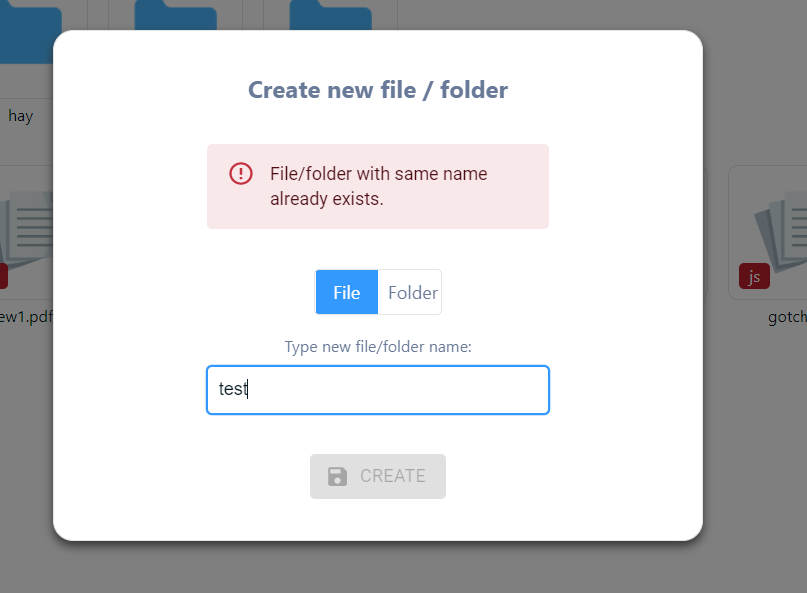 Create new file / folder
hay
File/folder with same name
already exists.
js
File
Folder
ew1.pdf
gotch
Type new file/folder name:
test
CREATE